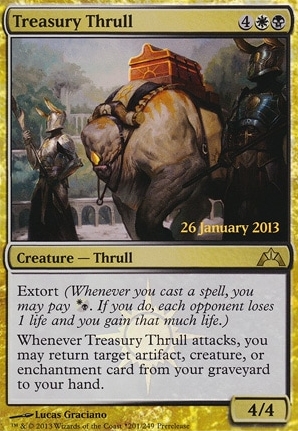 Treasury Thrull
4
26 january 2013
Creature — Thrull
Extort (Whenever you cast a spell, you
may pay . If you do, each opponent loses
1 life and you gain that much life.)
Whenever Treasury Thrull attacks, you
may return target artifact, creature, or
enchantment card from your graveyard
to your hand.
Lucas Graciano
4/4
™ & © 2013 Wizards of the Coast 3201/249 Prerelease